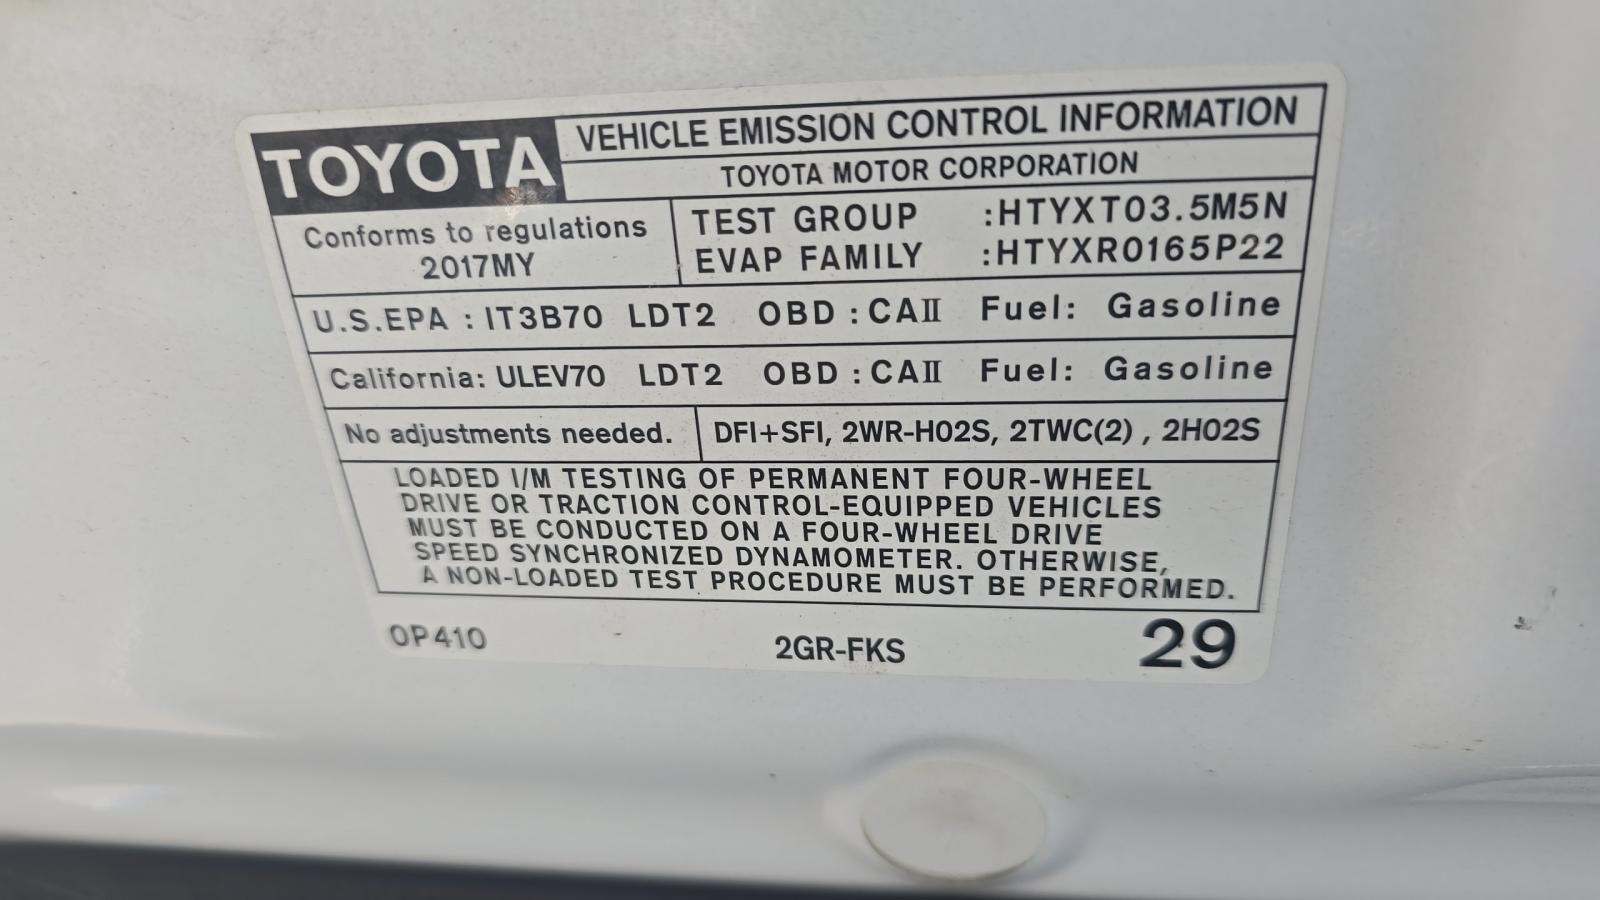 TOYOTA VEHICLE EMISSION CONTROL INFORMATION
TOYOTA MOTOR CORPORATION
Conforms to regulations
2017MY
TEST GROUP :HTYXT03.5M5N
EVAP FAMILY :HTYXR0165P22
U.S.EPA : IT3B70 LDT2 OBD : CAII Fuel: Gasoline
California: ULEV70 LDT2 OBD : CAII Fuel: Gasoline
No adjustments needed. DFI+SFI, 2WR-HO2S, 2TWC(2) , 2HO2S
LOADED I/M TESTING OF PERMANENT FOUR-WHEEL
DRIVE OR TRACTION CONTROL-EQUIPPED VEHICLES
MUST BE CONDUCTED ON A FOUR-WHEEL DRIVE
SPEED SYNCHRONIZED DYNAMOMETER. OTHERWISE,
A NON-LOADED TEST PROCEDURE MUST BE PERFORMED.
0P410 2GR-FKS 29